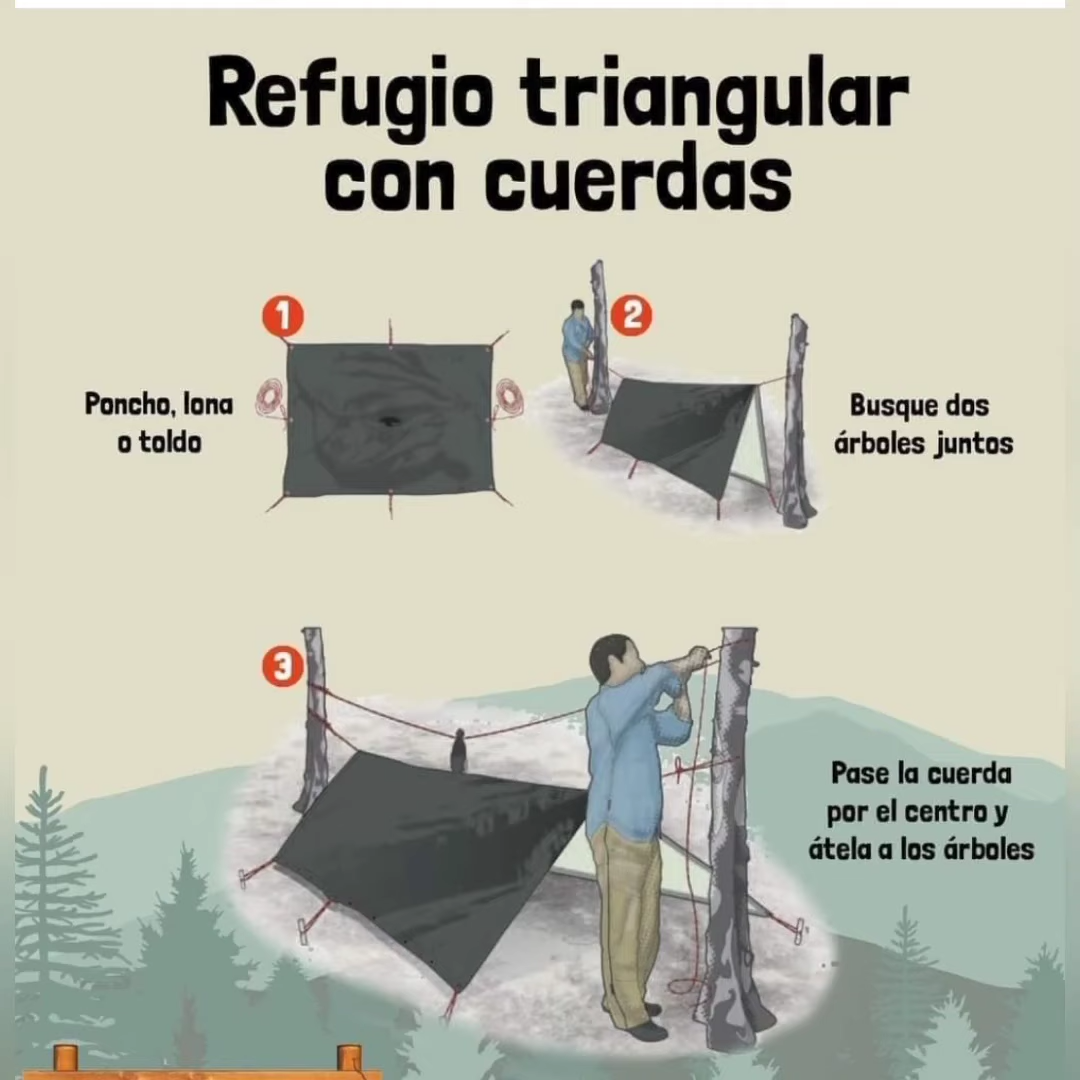 Refugio triangular
con cuerdas
1
Poncho, lona
o toldo
2
Busque dos
árboles juntos
3
Pase la cuerda
por el centro y
átela a los árboles